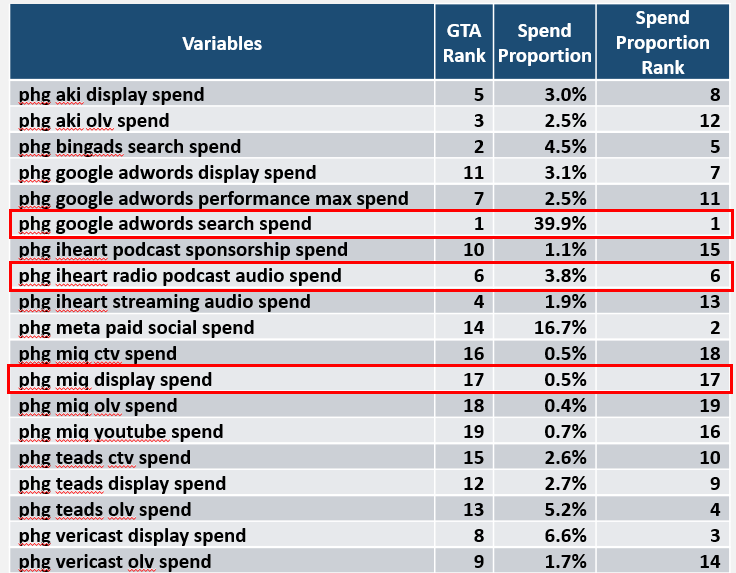 Variables GTA Rank Spend Proportion Spend Proportion Rank
phg aki display spend 5 3.0% 8
phg aki olv spend 3 2.5% 12
phg bingads search spend 2 4.5% 5
phg google adwords display spend 11 3.1% 7
phg google adwords performance max spend 7 2.5% 11
phg google adwords search spend 1 39.9% 1
phg iheart podcast sponsorship spend 10 1.1% 15
phg iheart radio podcast audio spend 6 3.8% 6
phg iheart streaming audio spend 4 1.9% 13
phg meta paid social spend 14 16.7% 2
phg miq ctv spend 16 0.5% 18
phg miq display spend 17 0.5% 17
phg miq olv spend 18 0.4% 19
phg miq youtube spend 19 0.7% 16
phg teads ctv spend 15 2.6% 10
phg teads display spend 12 2.7% 9
phg teads olv spend 13 5.2% 4
phg vericast display spend 8 6.6% 3
phg vericast olv spend 9 1.7% 14